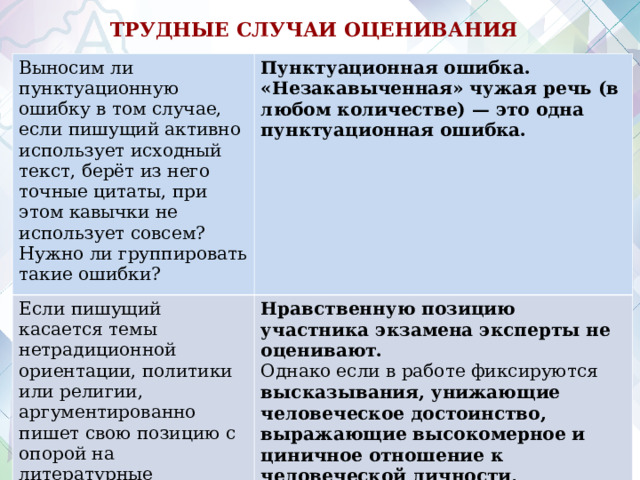 ТРУДНЫЕ СЛУЧАИ ОЦЕНИВАНИЯ
Выносим ли
пунктуационную
ошибку в том случае,
если пишущий активно
использует исходный
текст, берёт из него
точные цитаты, при
этом кавычки не
использует совсем?
Нужно ли группировать
такие ошибки?
Пунктуационная ошибка.
«Незакавыченная» чужая речь (в
любом количестве) — это одна
пунктуационная ошибка.
Если пишущий
касается темы
нетрадиционной
ориентации, политики
или религии,
аргументированно
пишет свою позицию с
опорой на
литературные
Нравственную позицию
участника экзамена эксперты не
оценивают.
Однако если в работе фиксируются
высказывания, унижающие
человеческое достоинство,
выражающие высокомерное и
циничное отношение к
человеческой личности,